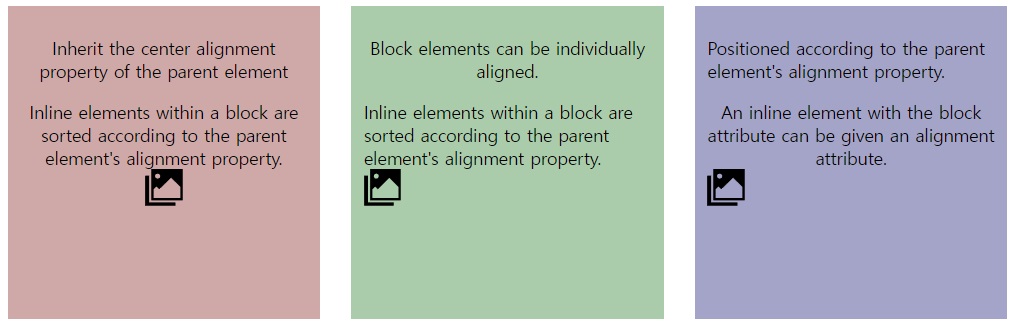 Inherit the center alignment
property of the parent element
Inline elements within a block are
sorted according to the parent
element's alignment property.
Block elements can be individually
aligned.
Inline elements within a block are
sorted according to the parent
element's alignment property.
Positioned according to the parent
element's alignment property.
An inline element with the block
attribute can be given an alignment
attribute.